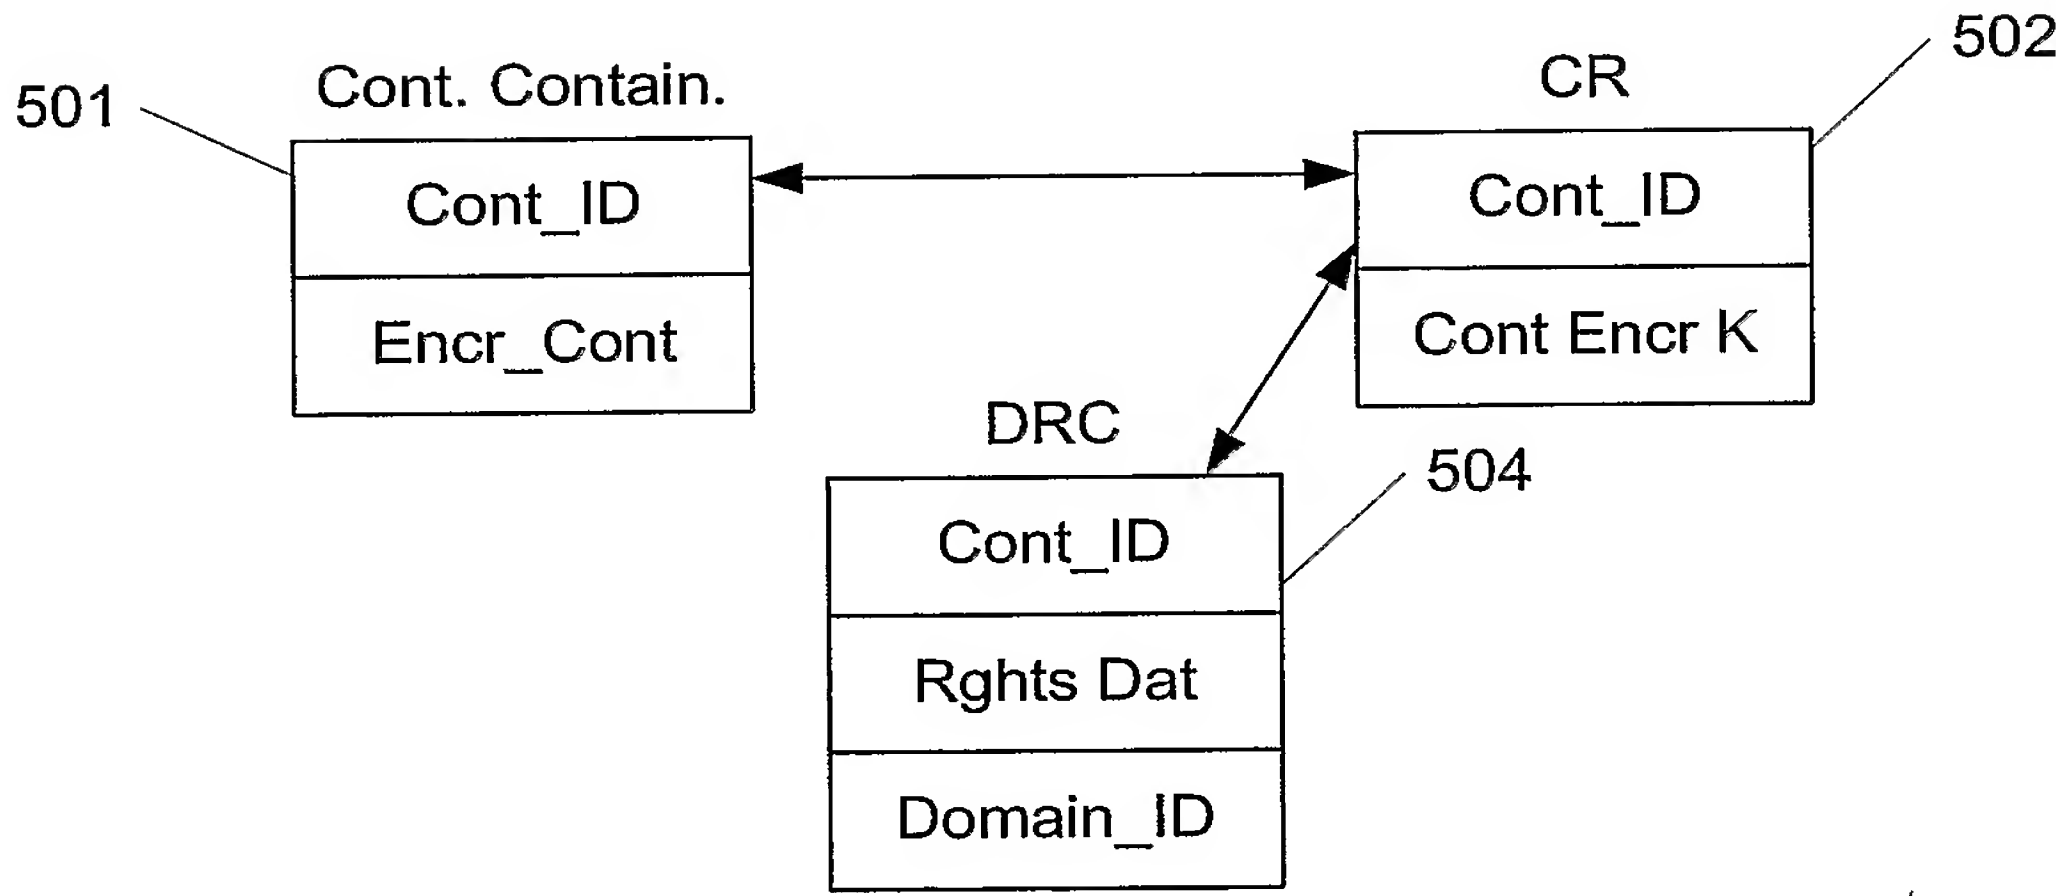 501
Cont. Contain.
Cont_ID
Encr_Cont
CR
502
Cont_ID
Cont Encr K
DRC
504
Cont_ID
Rghts Dat
Domain_ID